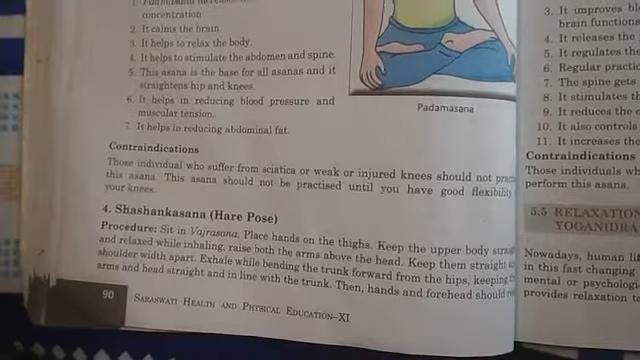 concentration
2. It calms the brain
3. It helps to relax the body.
4. It helps to stimulate the abdomen and spine.
5. This asana is the base for all asanas and it
straightens hip and knees.
6. It helps in reducing blood pressure and
muscular tension.
7. It helps in reducing abdominal fat.
Padamasana
Contraindications
Those individual who suffer from sciatica or weak or injured knees should not
this asana. This asana should not be practised until you have good flexibility
your knees.
4. Shashankasana (Hare Pose)
Procedure: Sit in Vajrasana. Place hands on the thighs. Keep the upper body
and relaxed while inhaling, raise both the arms above the head. Keep them straight
shoulder width apart. Exhale while bending the trunk forward from the hips, keeping
arms and head straight and in line with the trunk. Then, hands and forehead should
90 SARASWATI HEALTH AND PHYSICAL EDUCATION–XI
3. It improves
brain functions
4. It releases the
5. It regulates the
6. Regular
7. The spine gets
8. It stimulates
9. It reduces the
10. It also controls
11. It increases the
Contraindications
Those individuals
perform this asana.
5.5 RELAXATION
YOGANIDRA
Nowadays, human
in this fast changing
mental or
provides relaxation